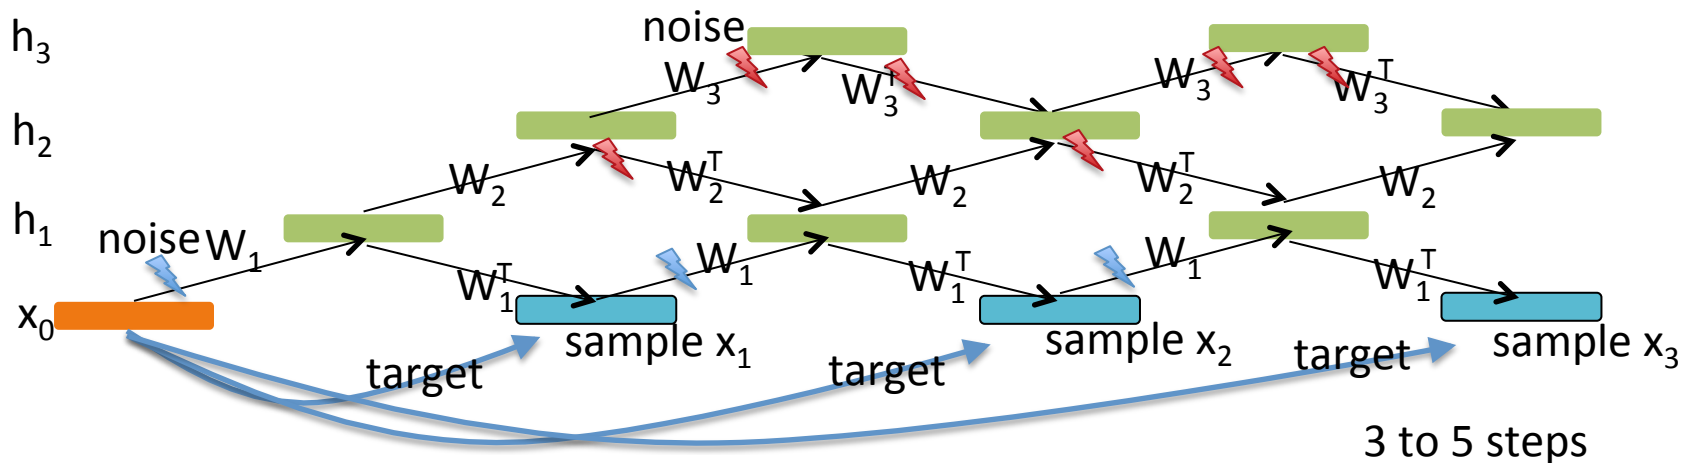 h₃ noise
W₃ W₃ᵀ W₃ W₃ᵀ
h₂
W₂ W₂ᵀ W₂ W₂ᵀ W₂
h₁
noise W₁ W₁ᵀ W₁ W₁ᵀ W₁ W₁ᵀ
x₀
sample x₁ sample x₂ sample x₃
target target target
3 to 5 steps